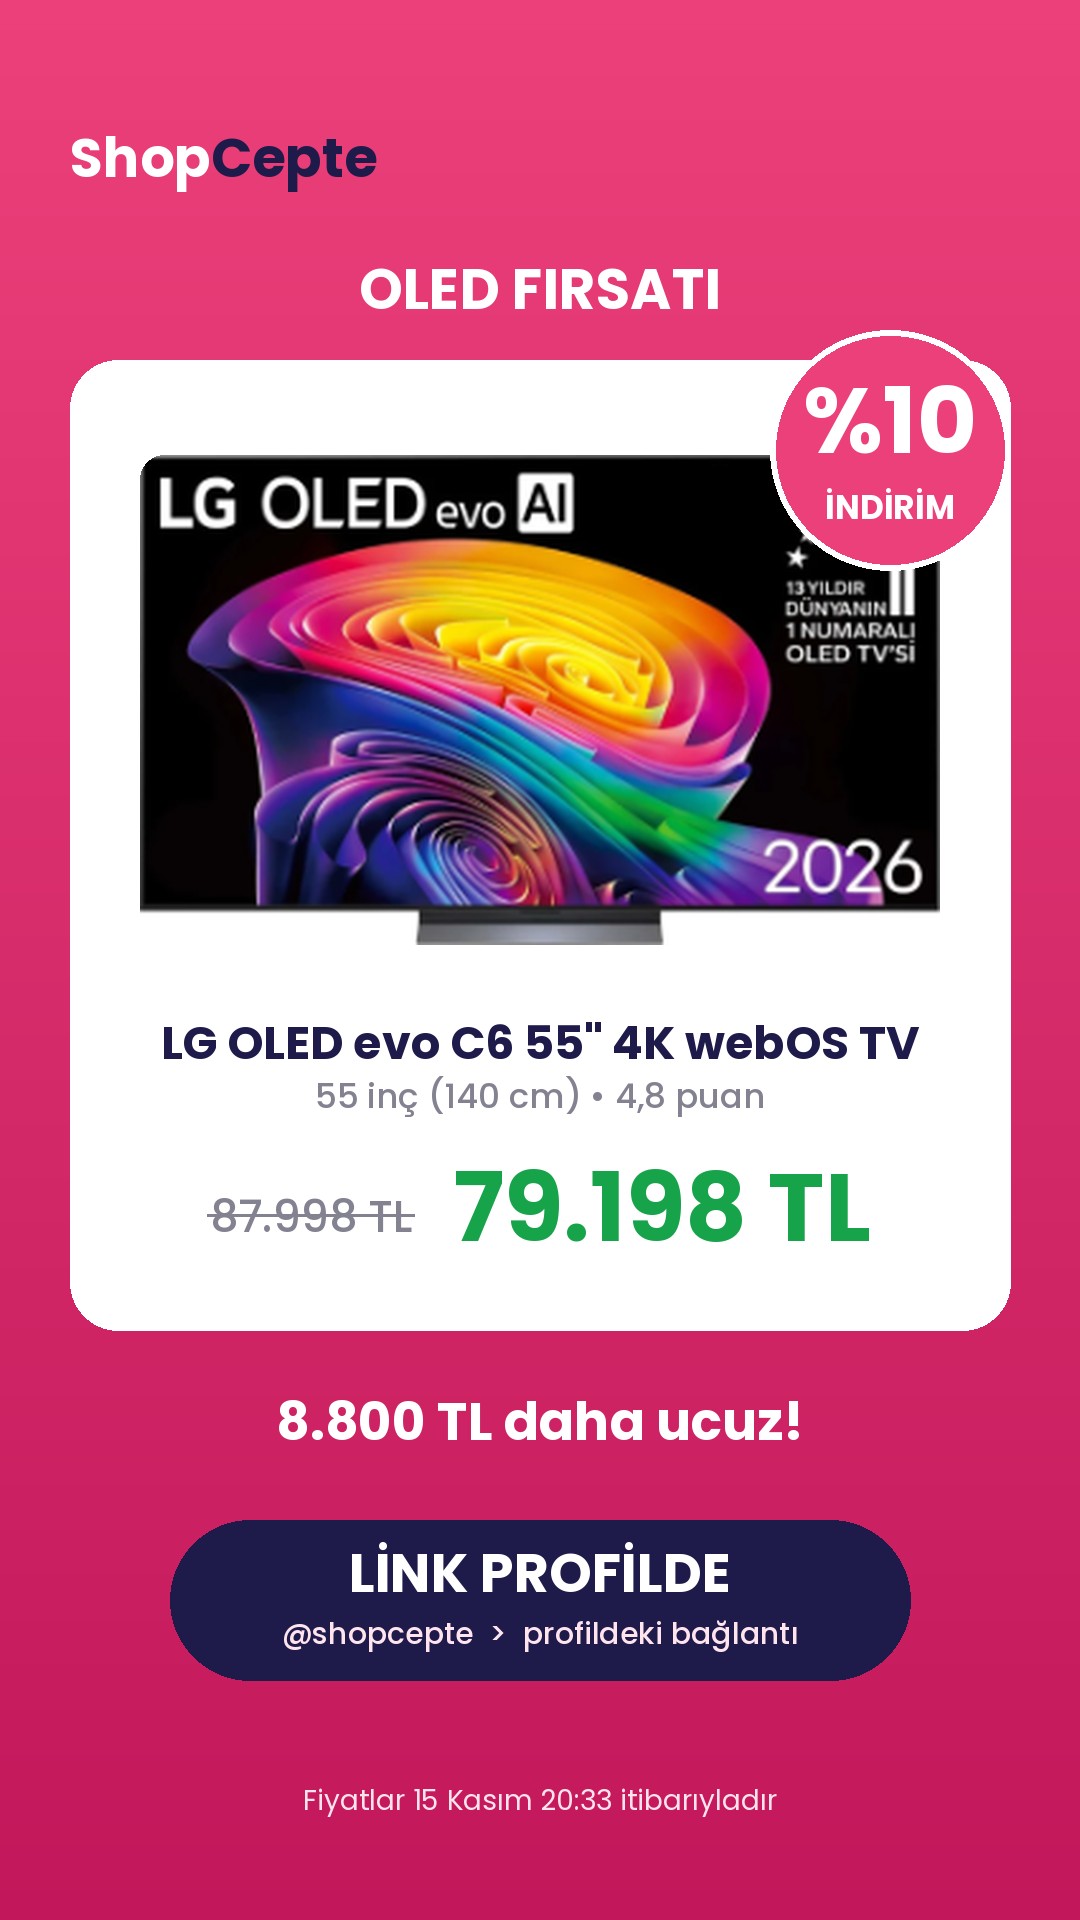 ShopCepte
OLED FIRSATI
%10
İNDİRİM
LG OLED evo AI
13 YILDIR
DÜNYANIN
1 NUMARALI
OLED TV'Sİ
2026
LG OLED evo C6 55" 4K webOS TV
55 inç (140 cm) • 4,8 puan
87.998 TL 79.198 TL
8.800 TL daha ucuz!
LİNK PROFİLDE
@shopcepte > profildeki bağlantı
Fiyatlar 15 Kasım 20:33 itibarıyladır